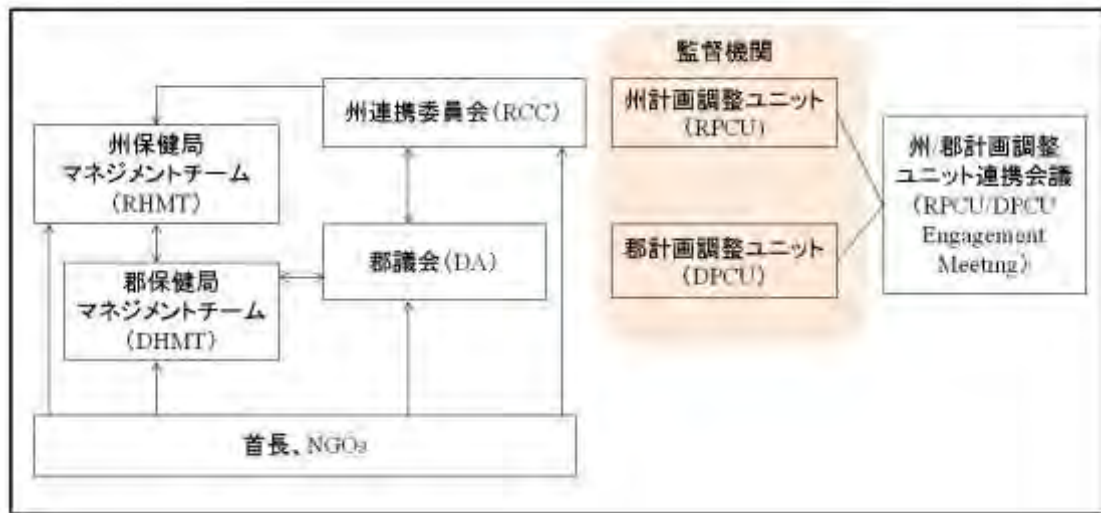 監督機関
州連携委員会(RCC)
州計画調整ユニット
(RPCU)
州保健局
マネジメントチーム
(RHMT)
州/郡計画調整
ユニット連携会議
(RPCU/DPCU
Engagement
Meeting)
郡議会(DA)
郡計画調整ユニット
(DPCU)
郡保健局
マネジメントチーム
(DHMT)
首長、NGOs